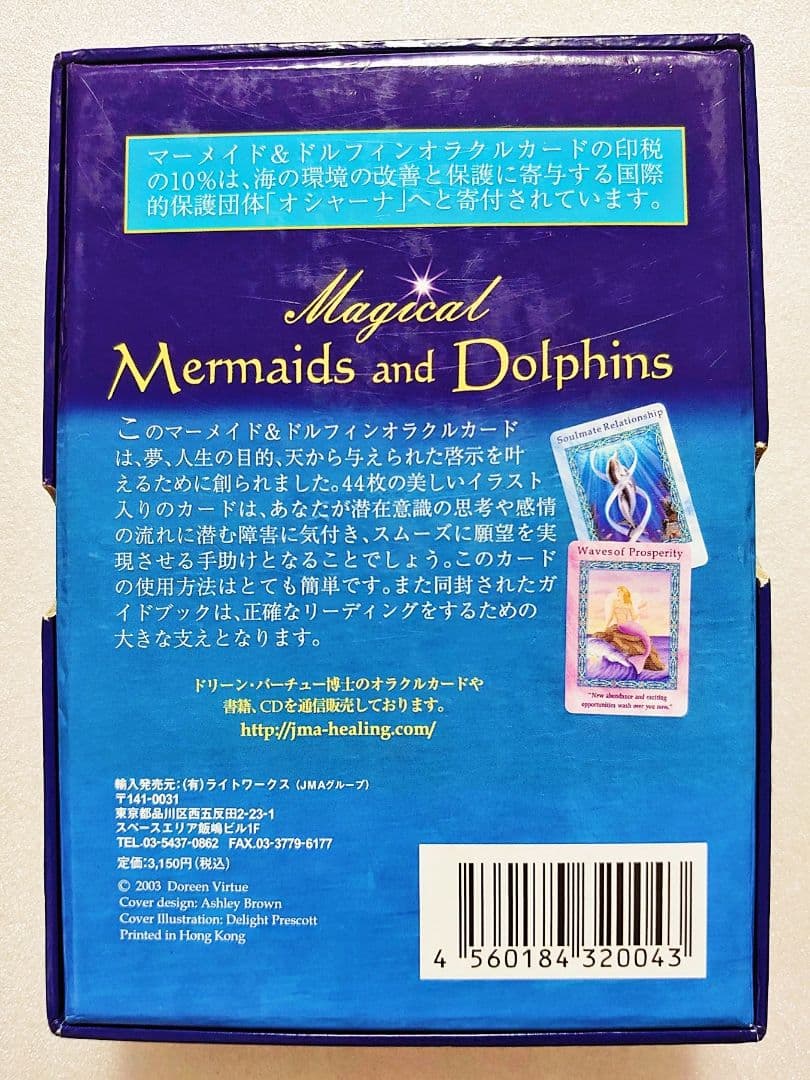 マーメイド&ドルフィンオラクルカードの印税
の10%は、海の環境の改善と保護に寄与する国際
的保護団体「オシャーナ」へと寄付されています。
Magical
Mermaids and Dolphins
このマーメイド&ドルフィンオラクルカード
は、夢、人生の目的、天から与えられた啓示を叶
えるために創られました。44枚の美しいイラスト
入りのカードは、あなたが潜在意識の思考や感情
の流れに潜む障害に気付き、スムーズに願望を実
現させる手助けとなることでしょう。このカード
の使用方法はとても簡単です。また同封されたガ
イドブックは、正確なリーディングをするための
大きな支えとなります。
Soulmate Relationship
Waves of Prosperity
"New abundance and exciting
opportunities wash over you now."
ドリーン・バーチュー博士のオラクルカードや
書籍、CDを通信販売しております。
http://jma-healing.com/
輸入発売元:(有)ライトワークス(JMAグループ)
〒141-0031
東京都品川区西五反田2-23-1
スペースエリア飯嶋ビル1F
TEL.03-5437-0862 FAX.03-3779-6177
定価:3,150円(税込)
© 2003 Doreen Virtue
Cover design: Ashley Brown
Cover Illustration: Delight Prescott
Printed in Hong Kong
4 560184 320043